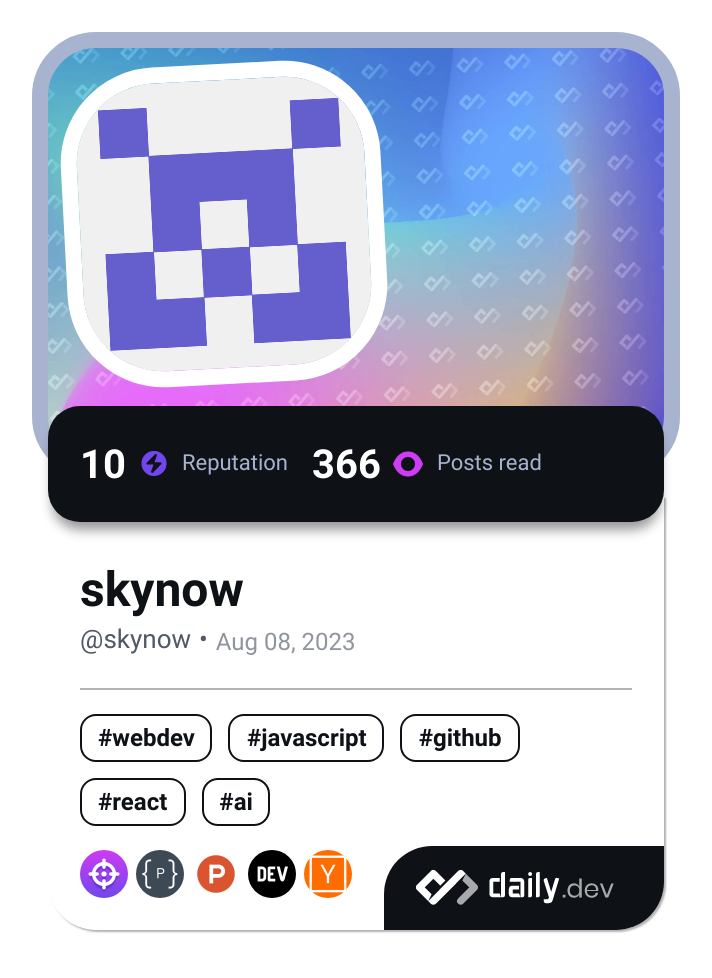 10 Reputation 366 Posts read
skynow
@skynow • Aug 08, 2023
#webdev #javascript #github
#react #ai
{P} P DEV Y
daily.dev